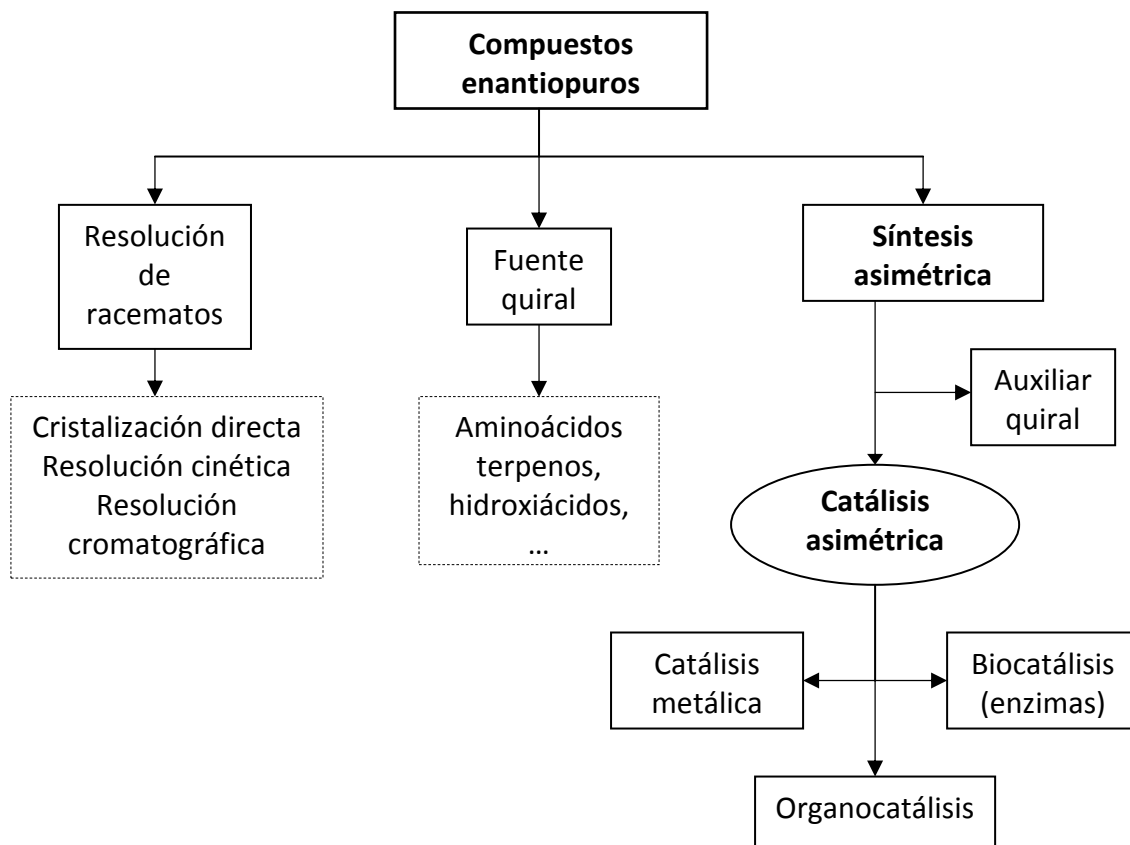 Compuestos
enantiopuros
Resolución
de
racematos
Fuente
quiral
Síntesis
asimétrica
Cristalización directa
Resolución cinética
Resolución
cromatográfica
Aminoácidos
terpenos,
hidroxiácidos,
...
Auxiliar
quiral
Catálisis
asimétrica
Catálisis
metálica
Biocatálisis
(enzimas)
Organocatálisis